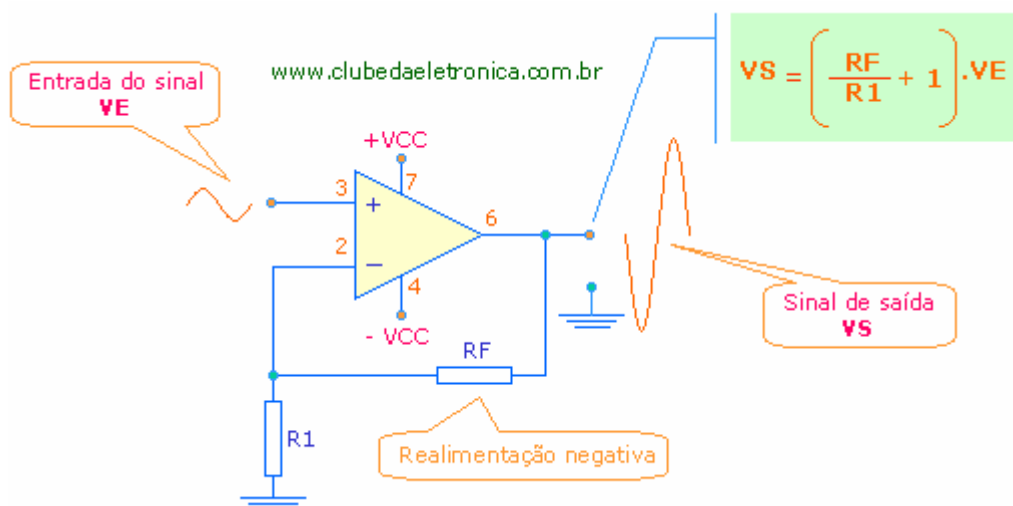 Entrada do sinal
VE
www.clubedaeletronica.com.br
VS = ( RF / R1 + 1 ) .VE
+VCC
7
3
+
6
2
−
4
- VCC
Sinal de saída
VS
RF
R1
Realimentação negativa